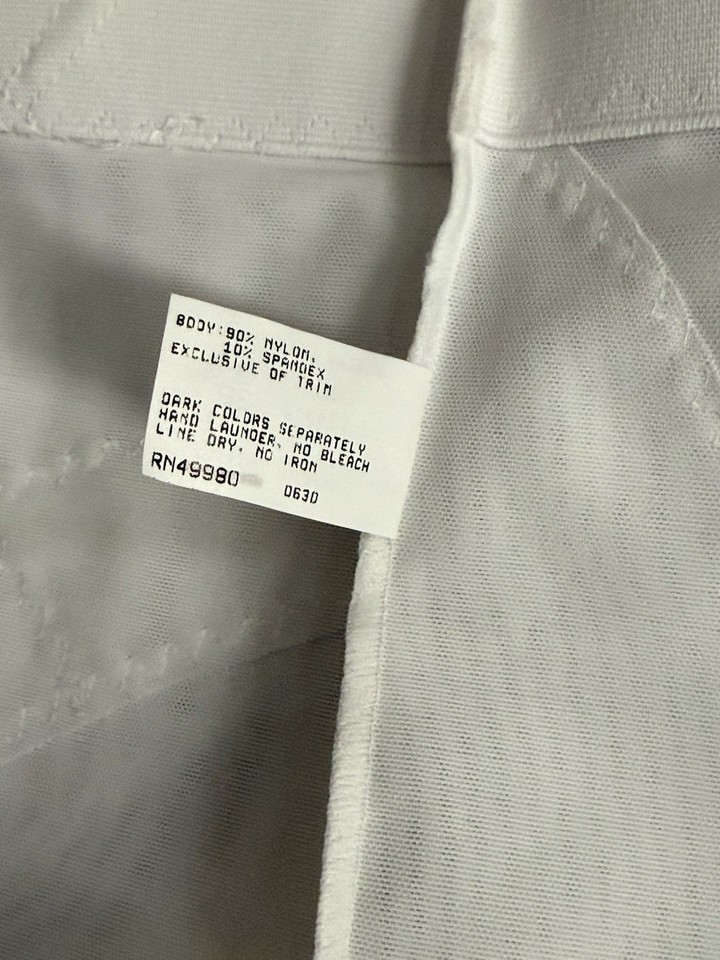 BODY: 90% NYLON,
10% SPANDEX
EXCLUSIVE OF TRIM
DARK COLORS SEPARATELY
HAND LAUNDER, NO BLEACH
LINE DRY, NO IRON
RN49980 0630